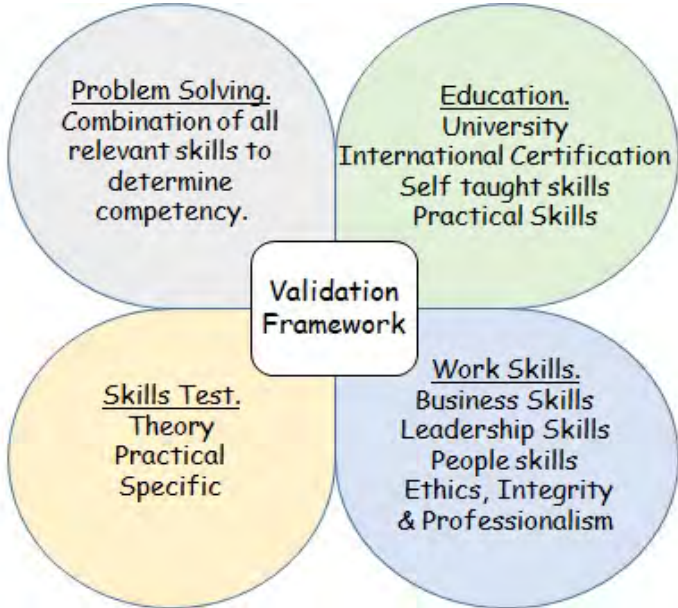 Problem Solving.
Combination of all
relevant skills to
determine
competency.
Education.
University
International Certification
Self taught skills
Practical Skills
Validation
Framework
Skills Test.
Theory
Practical
Specific
Work Skills.
Business Skills
Leadership Skills
People skills
Ethics, Integrity
& Professionalism